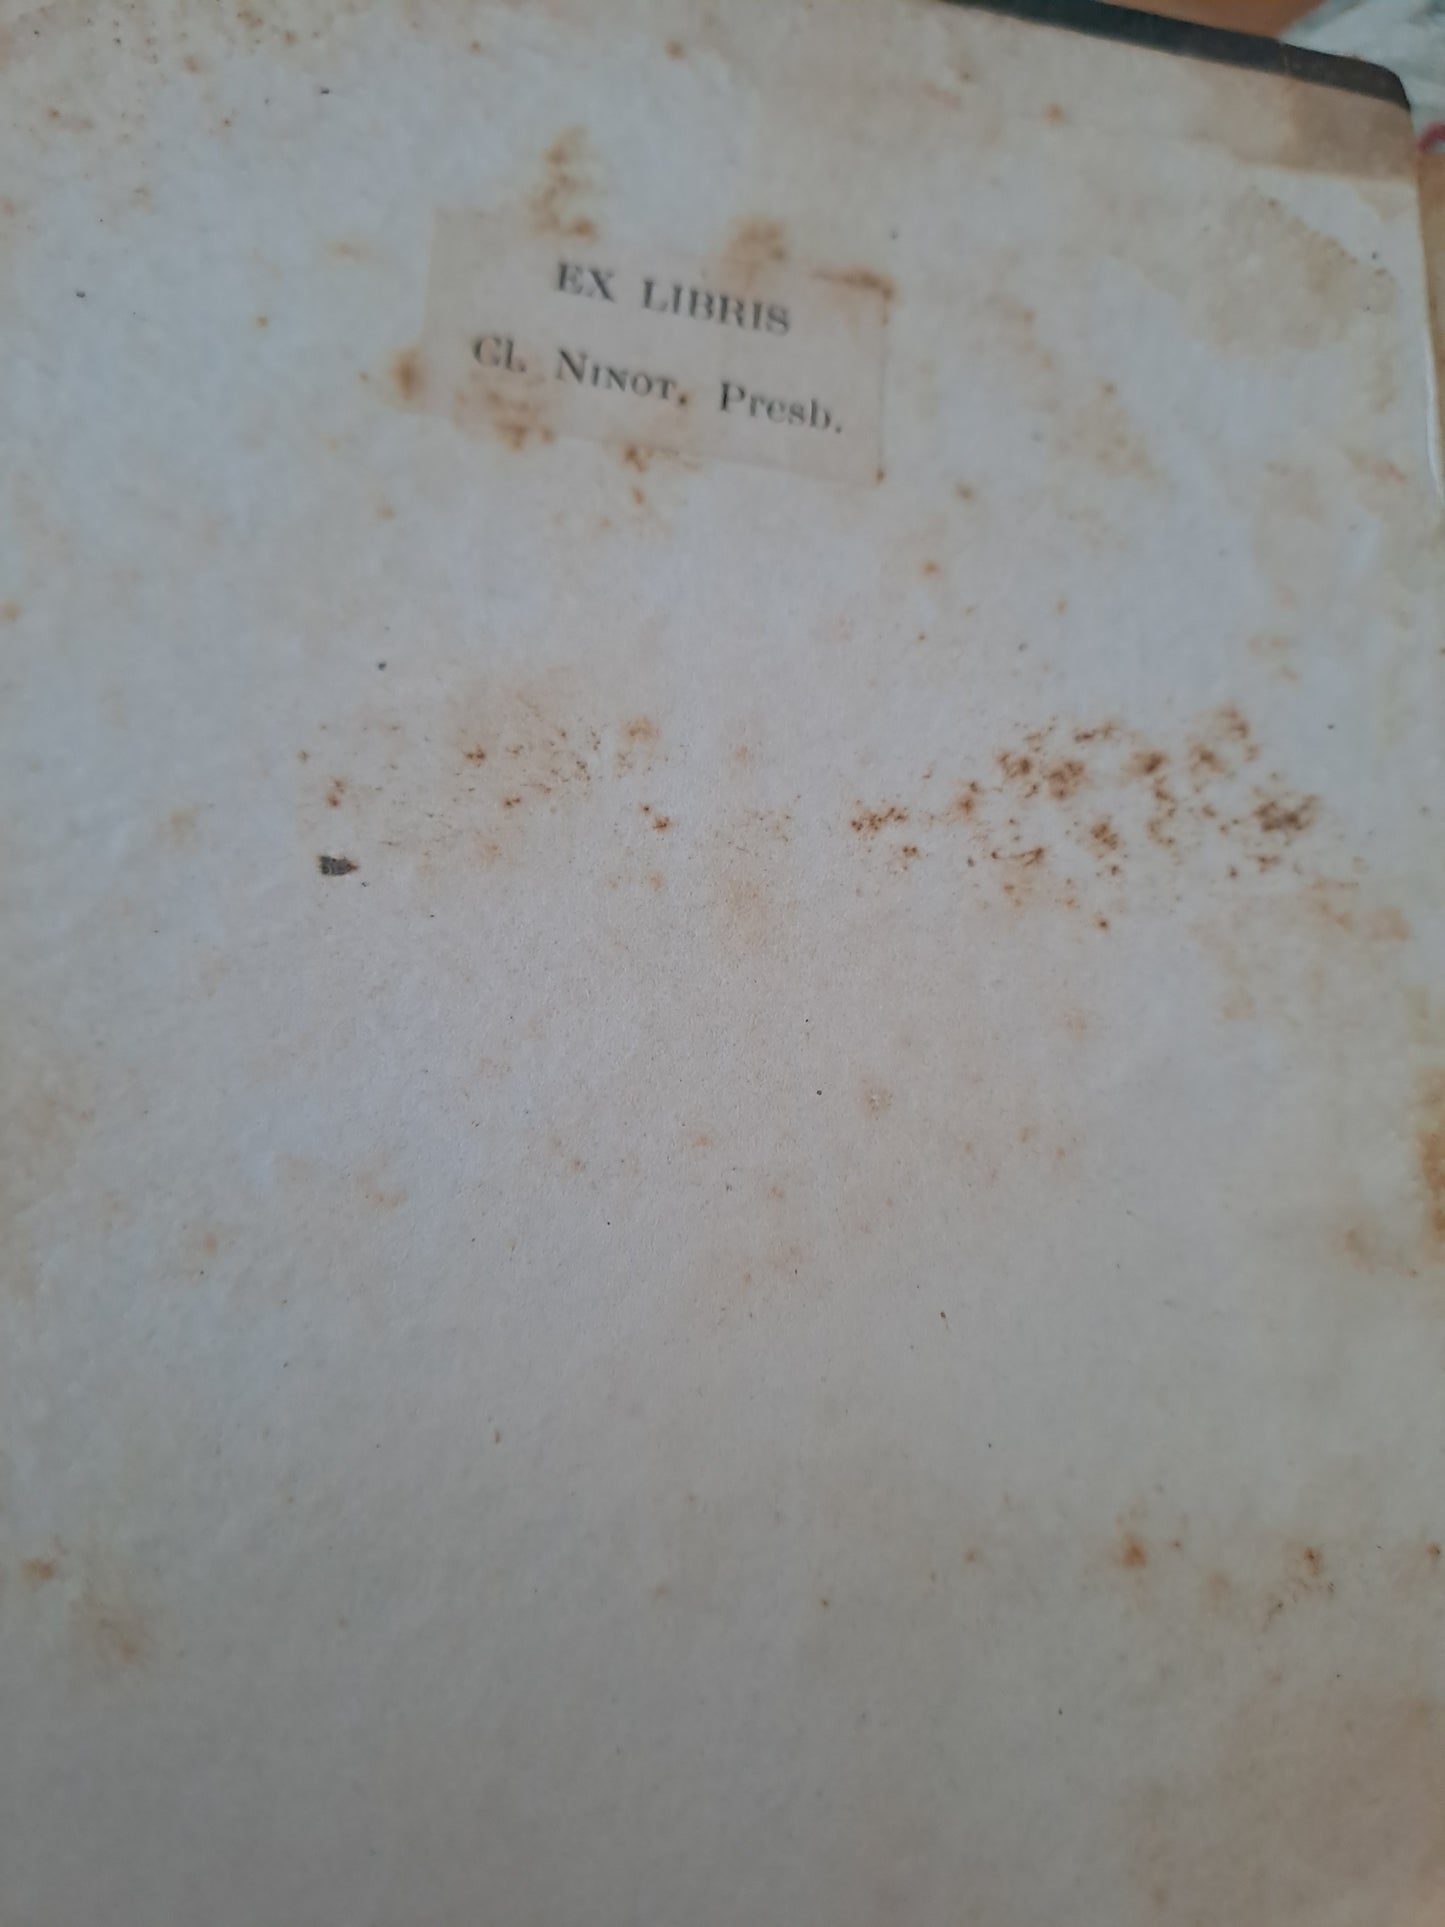 EX LIBRIS
Cl. Ninot, Presb.